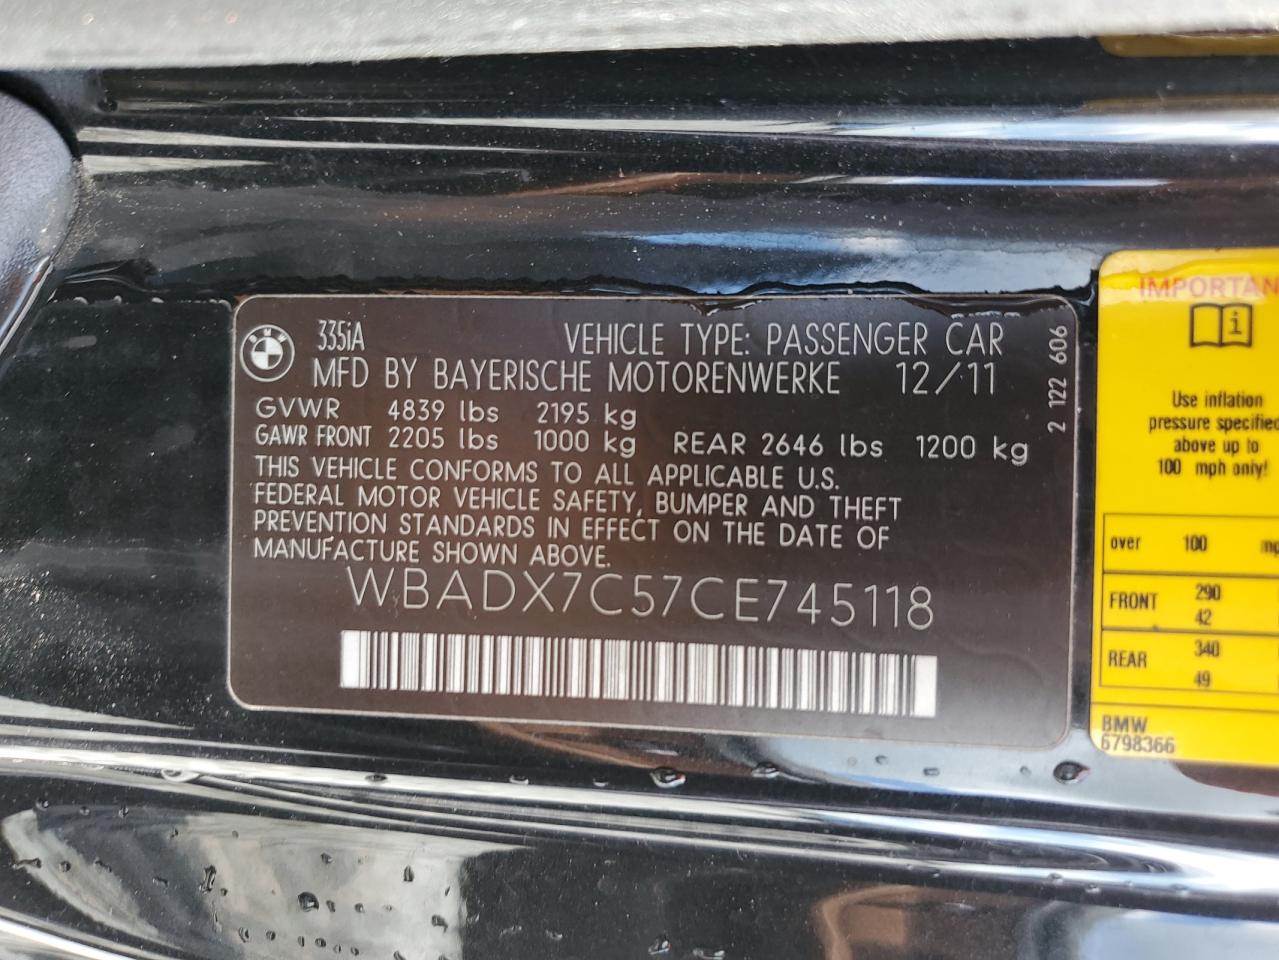 335iA VEHICLE TYPE: PASSENGER CAR
MFD BY BAYERISCHE MOTORENWERKE 12/11
GVWR 4839 lbs 2195 kg
GAWR FRONT 2205 lbs 1000 kg REAR 2646 lbs 1200 kg
THIS VEHICLE CONFORMS TO ALL APPLICABLE U.S.
FEDERAL MOTOR VEHICLE SAFETY, BUMPER AND THEFT
PREVENTION STANDARDS IN EFFECT ON THE DATE OF
MANUFACTURE SHOWN ABOVE.
WBADX7C57CE745118
2 122 606
IMPORTAN
Use inflation
pressure specified
above up to
100 mph only!
over 100
FRONT 290
42
REAR 340
49
BMW
6798366